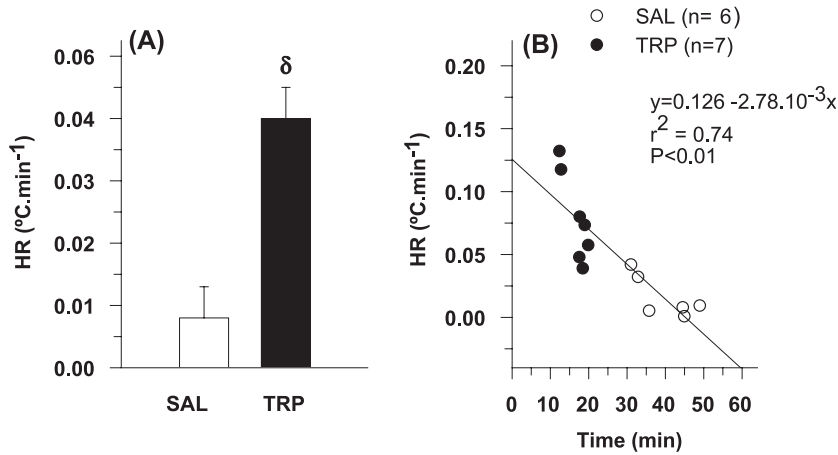 (A)
HR (ºC.min-1)
0.06
0.04
0.03
0.02
0.01
0.00
δ
SAL TRP
(B)
SAL (n= 6)
TRP (n=7)
HR (ºC.min-1)
0.20
0.15
0.10
0.05
0.00
y=0.126 -2.78.10-3x
r2 = 0.74
P<0.01
0 10 20 30 40 50 60
Time (min)